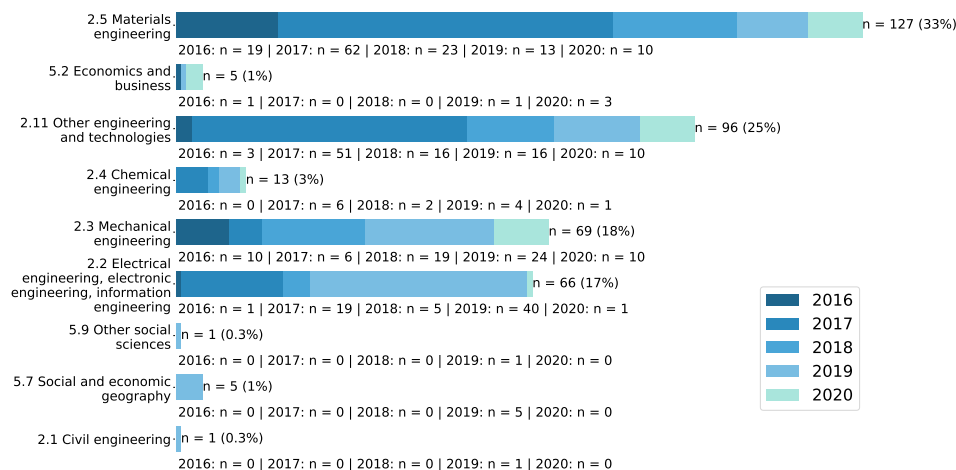 2.5 Materials
engineering
n = 127 (33%)
2016: n = 19 | 2017: n = 62 | 2018: n = 23 | 2019: n = 13 | 2020: n = 10
5.2 Economics and
business
n = 5 (1%)
2016: n = 1 | 2017: n = 0 | 2018: n = 0 | 2019: n = 1 | 2020: n = 3
2.11 Other engineering
and technologies
n = 96 (25%)
2016: n = 3 | 2017: n = 51 | 2018: n = 16 | 2019: n = 16 | 2020: n = 10
2.4 Chemical
engineering
n = 13 (3%)
2016: n = 0 | 2017: n = 6 | 2018: n = 2 | 2019: n = 4 | 2020: n = 1
2.3 Mechanical
engineering
n = 69 (18%)
2016: n = 10 | 2017: n = 6 | 2018: n = 19 | 2019: n = 24 | 2020: n = 10
2.2 Electrical
engineering, electronic
engineering, information
engineering
n = 66 (17%)
2016: n = 1 | 2017: n = 19 | 2018: n = 5 | 2019: n = 40 | 2020: n = 1
5.9 Other social
sciences
n = 1 (0.3%)
2016: n = 0 | 2017: n = 0 | 2018: n = 0 | 2019: n = 1 | 2020: n = 0
5.7 Social and economic
geography
n = 5 (1%)
2016: n = 0 | 2017: n = 0 | 2018: n = 0 | 2019: n = 5 | 2020: n = 0
2.1 Civil engineering
n = 1 (0.3%)
2016: n = 0 | 2017: n = 0 | 2018: n = 0 | 2019: n = 1 | 2020: n = 0
2016
2017
2018
2019
2020